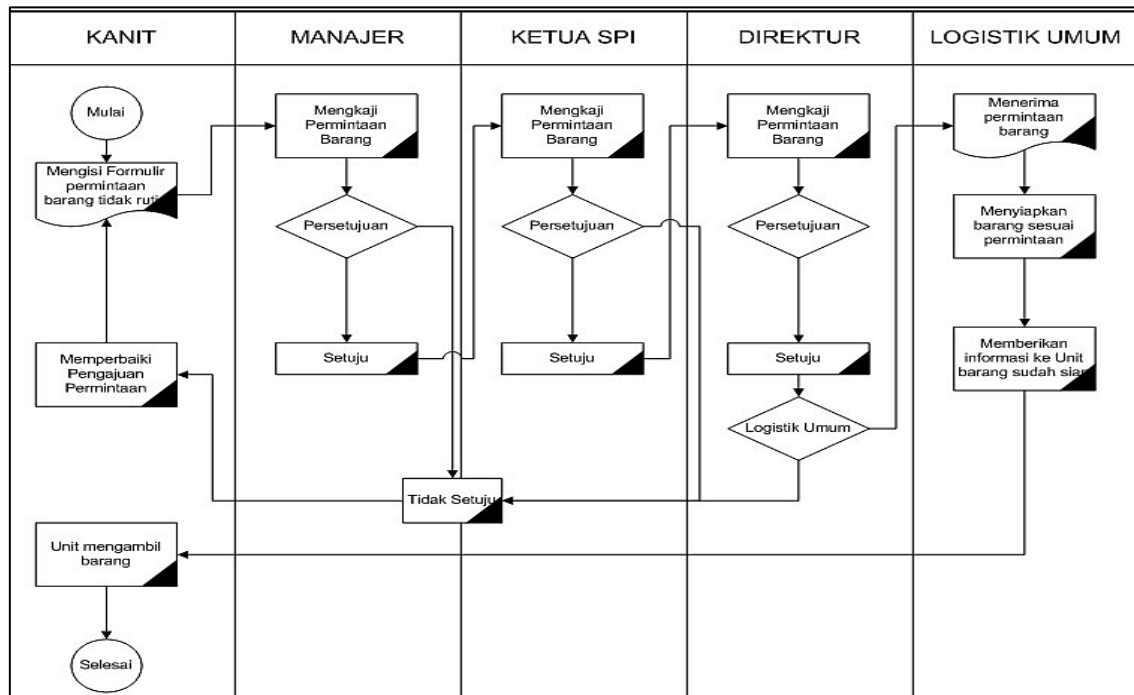 KANIT
MANAJER
KETUA SPI
DIREKTUR
LOGISTIK UMUM
Mulai
Mengisi Formulir
permintaan
barang tidak ruti
Memperbaiki
Pengajuan
Permintaan
Unit mengambil
barang
Selesai
Mengkaji
Permintaan
Barang
Persetujuan
Setuju
Tidak Setuju
Mengkaji
Permintaan
Barang
Persetujuan
Setuju
Mengkaji
Permintaan
Barang
Persetujuan
Setuju
Logistik Umum
Menerima
permintaan
barang
Menyiapkan
barang sesuai
permintaan
Memberikan
informasi ke Unit
barang sudah siap